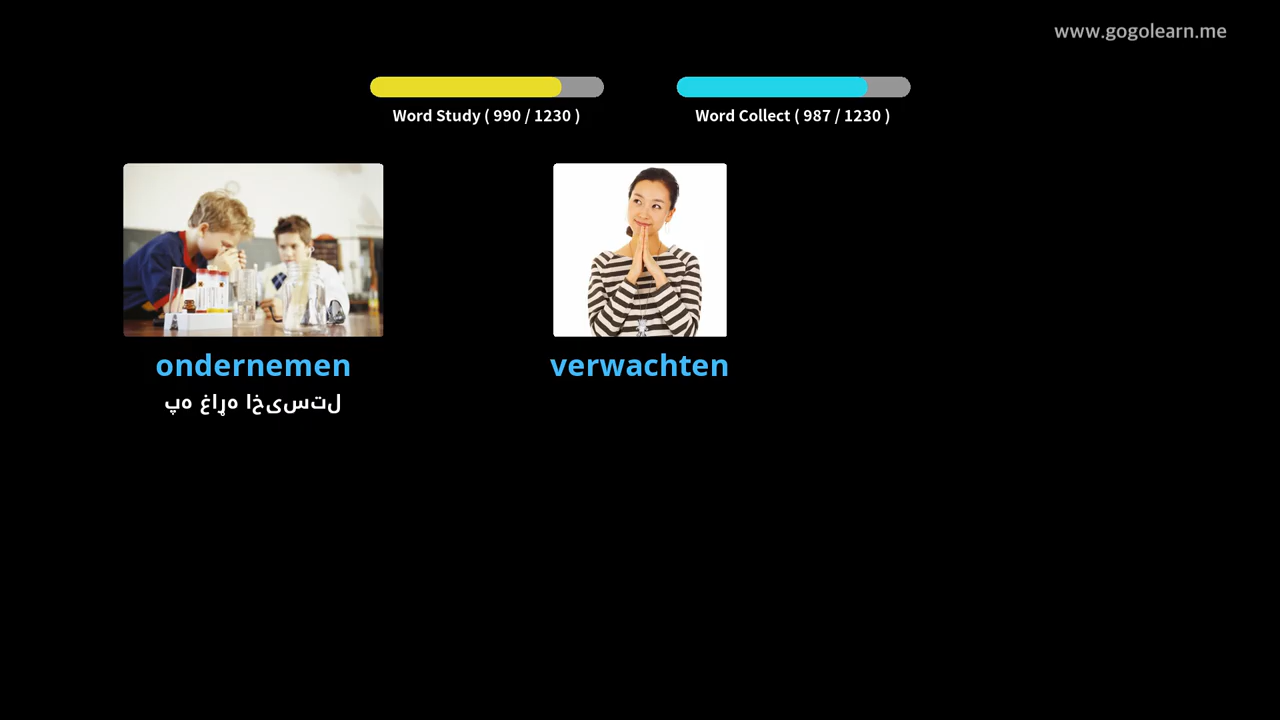 www.gogolearn.me
Word Study ( 990 / 1230 )
Word Collect ( 987 / 1230 )
ondernemen
په غاړه اخیستل
verwachten